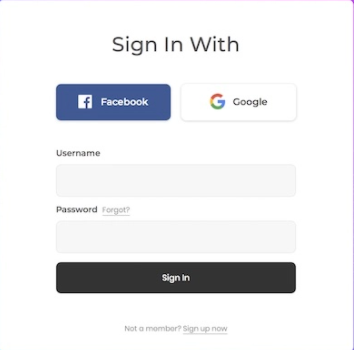 Sign In With
Facebook Google
Username
Password Forgot?
Sign In
Not a member? Sign up now